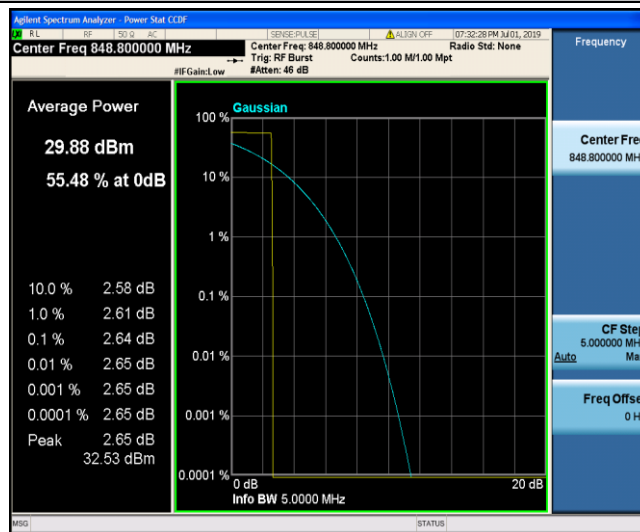 Agilent Spectrum Analyzer - Power Stat CCDF
RL RF 50 Ω AC SENSE:PULSE ALIGN OFF 07:32:28 PM Jul 01, 2019
Center Freq 848.800000 MHz
Center Freq: 848.800000 MHz Radio Std: None
Trig: RF Burst Counts:1.00 M/1.00 Mpt
#IFGain:Low #Atten: 46 dB
Frequency
Average Power
29.88 dBm
55.48 % at 0dB
10.0 % 2.58 dB
1.0 % 2.61 dB
0.1 % 2.64 dB
0.01 % 2.65 dB
0.001 % 2.65 dB
0.0001 % 2.65 dB
Peak 2.65 dB
32.53 dBm
Gaussian
100 %
10 %
1 %
0.1 %
0.01 %
0.001 %
0.0001 %
0 dB 20 dB
Info BW 5.0000 MHz
Center Fre
848.800000 MH
CF Ste
5.000000 MH
Auto Ma
Freq Offse
0 H
MSG STATUS